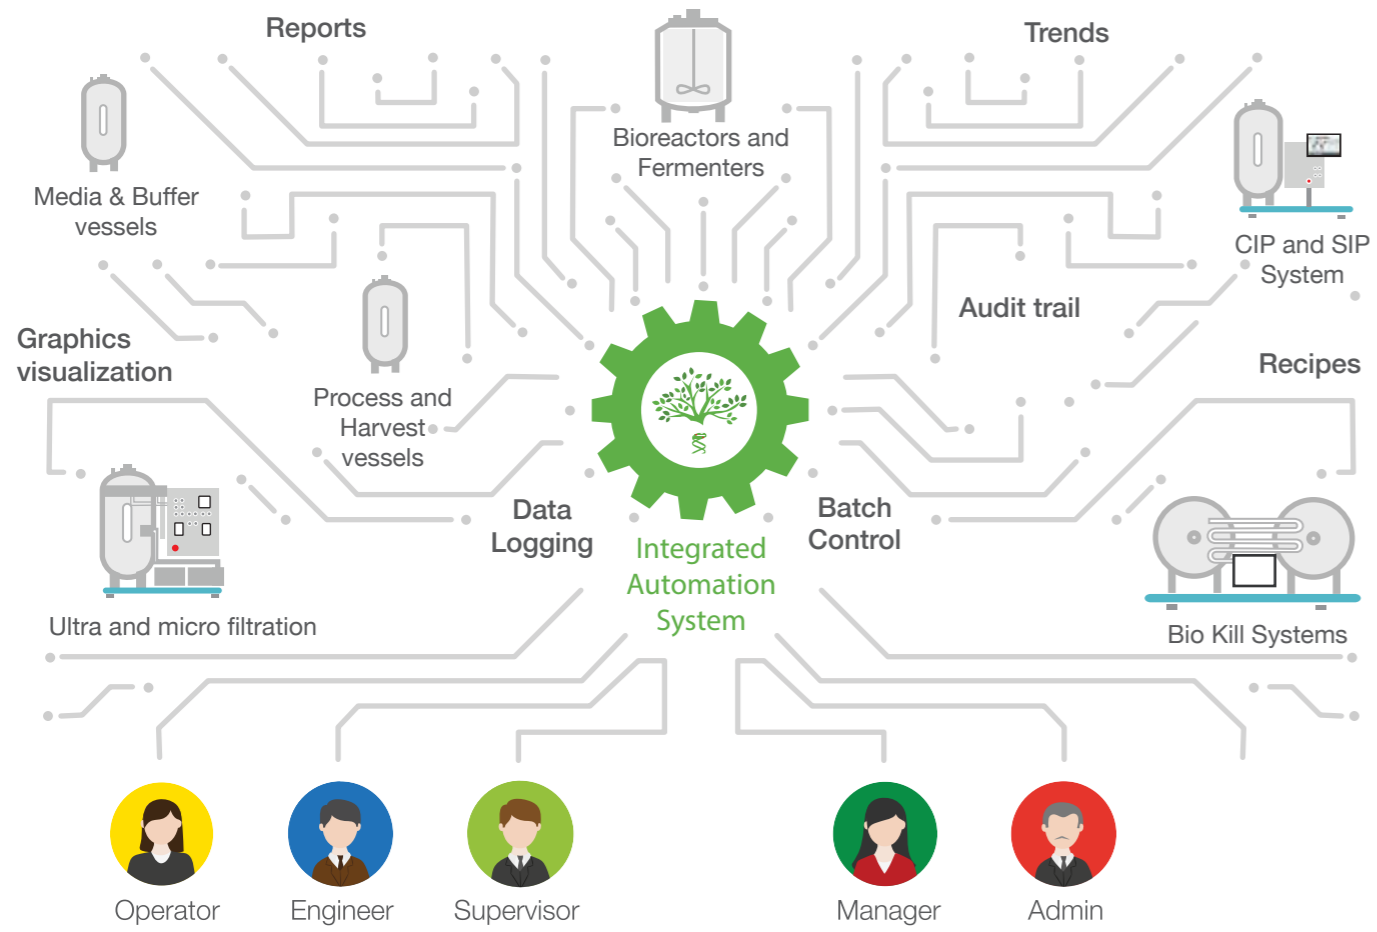 Reports
Trends
Bioreactors and
Fermenters
Media & Buffer
vessels
CIP and SIP
System
Graphics
visualization
Audit trail
Recipes
Process and
Harvest
vessels
Data
Logging
Batch
Control
Integrated
Automation
System
Ultra and micro filtration
Bio Kill Systems
Operator
Engineer
Supervisor
Manager
Admin